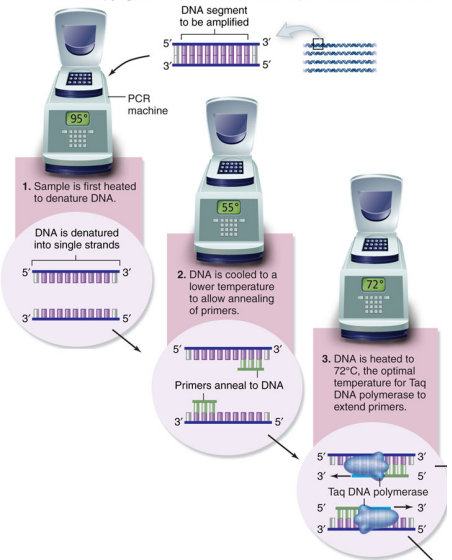 DNA segment
to be amplified
5′ 3′
3′ 5′
PCR
machine
95°
1. Sample is first heated
to denature DNA.
DNA is denatured
into single strands
5′ 3′
3′ 5′
55°
2. DNA is cooled to a
lower temperature
to allow annealing
of primers.
5′ 3′
Primers anneal to DNA
3′ 5′
72°
3. DNA is heated to
72°C, the optimal
temperature for Taq
DNA polymerase to
extend primers.
5′ 3′
3′ 5′
Taq DNA polymerase
5′ 3′
3′ 5′